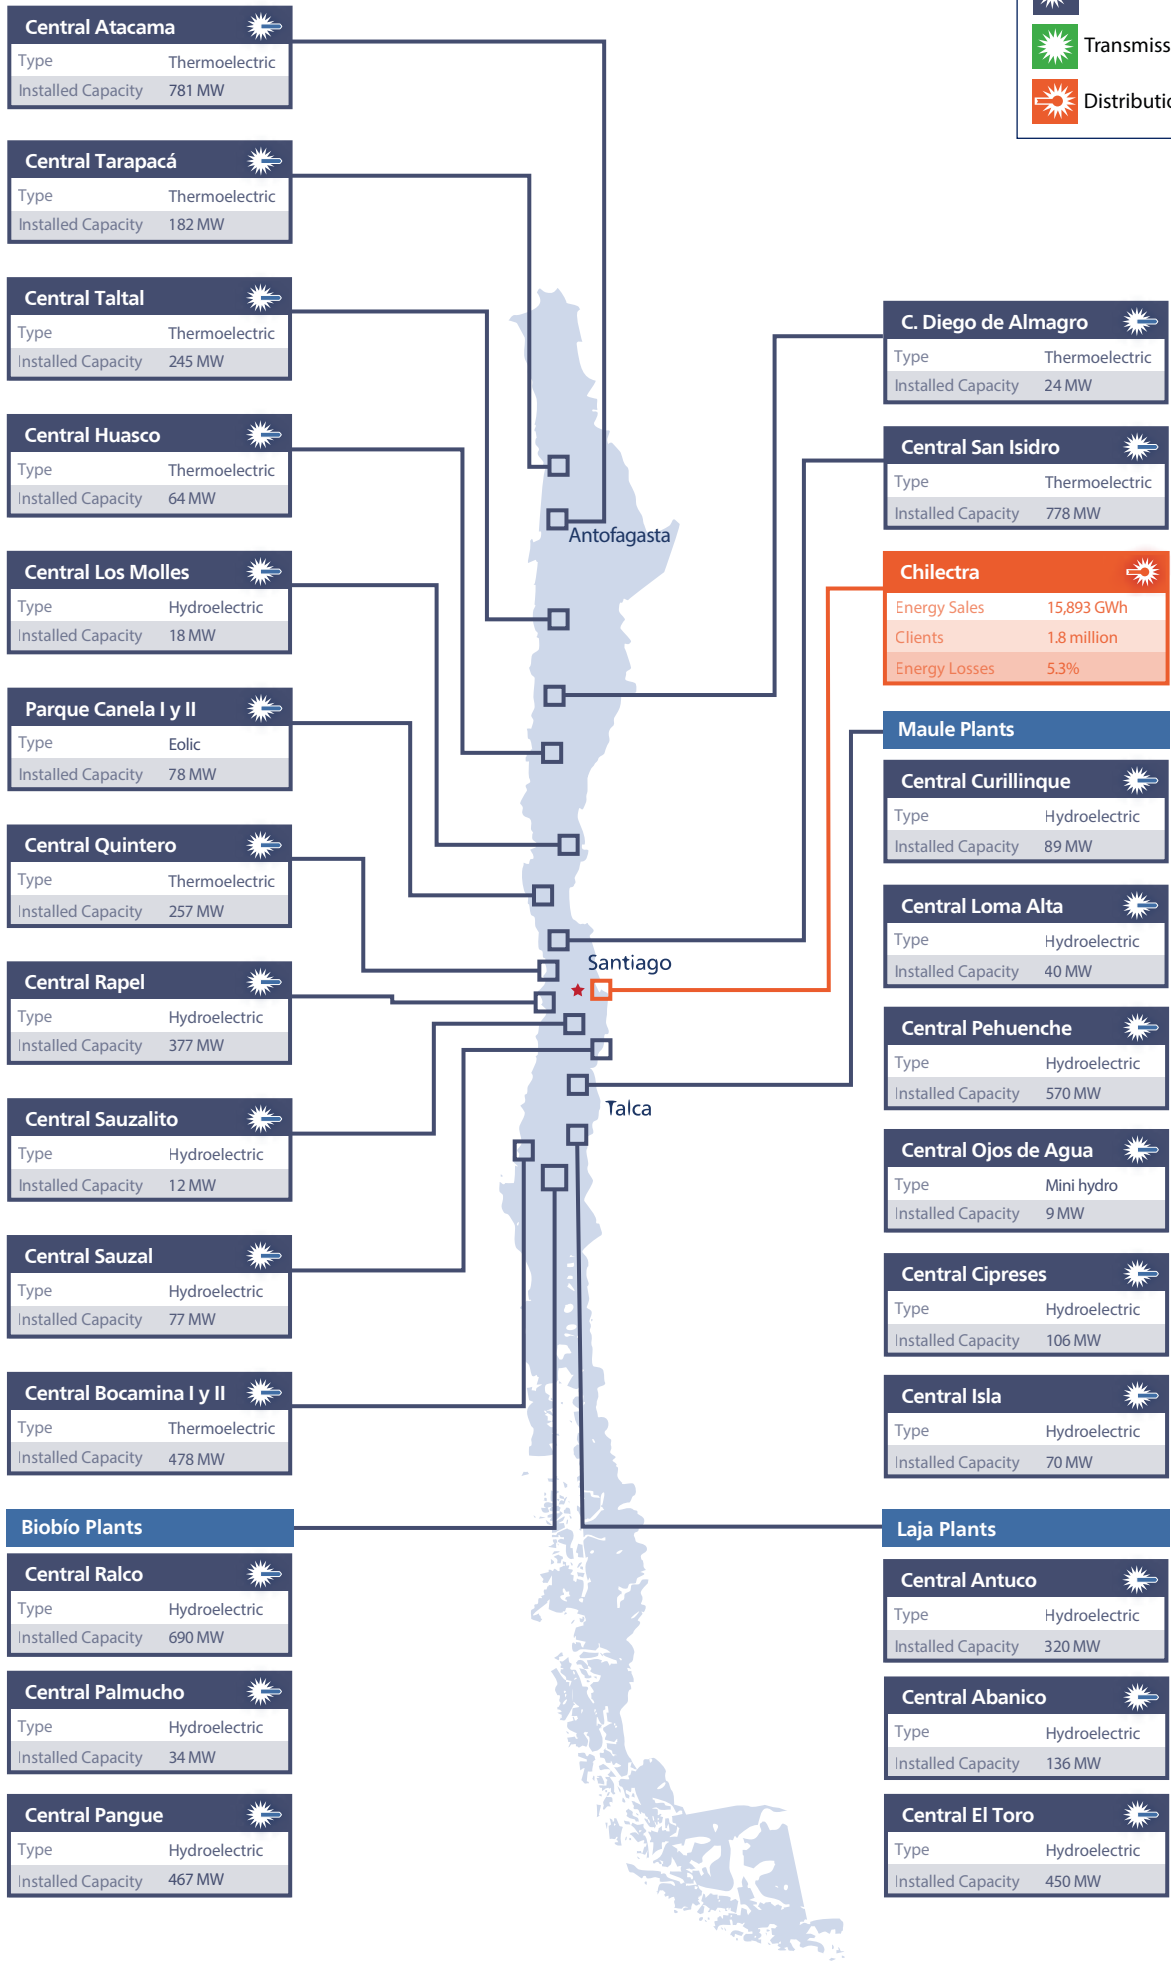 Central Atacama
Type Thermoelectric
Installed Capacity 781 MW
Central Tarapacá
Type Thermoelectric
Installed Capacity 182 MW
Central Taltal
Type Thermoelectric
Installed Capacity 245 MW
Central Huasco
Type Thermoelectric
Installed Capacity 64 MW
Central Los Molles
Type Hydroelectric
Installed Capacity 18 MW
Parque Canela I y II
Type Eolic
Installed Capacity 78 MW
Central Quintero
Type Thermoelectric
Installed Capacity 257 MW
Central Rapel
Type Hydroelectric
Installed Capacity 377 MW
Central Sauzalito
Type Hydroelectric
Installed Capacity 12 MW
Central Sauzal
Type Hydroelectric
Installed Capacity 77 MW
Central Bocamina I y II
Type Thermoelectric
Installed Capacity 478 MW
Biobío Plants
Central Ralco
Type Hydroelectric
Installed Capacity 690 MW
Central Palmucho
Type Hydroelectric
Installed Capacity 34 MW
Central Pangue
Type Hydroelectric
Installed Capacity 467 MW
Antofagasta
Santiago
Talca
Transmiss
Distributio
C. Diego de Almagro
Type Thermoelectric
Installed Capacity 24 MW
Central San Isidro
Type Thermoelectric
Installed Capacity 778 MW
Chilectra
Energy Sales 15,893 GWh
Clients 1.8 million
Energy Losses 5.3%
Maule Plants
Central Curillinque
Type Hydroelectric
Installed Capacity 89 MW
Central Loma Alta
Type Hydroelectric
Installed Capacity 40 MW
Central Pehuenche
Type Hydroelectric
Installed Capacity 570 MW
Central Ojos de Agua
Type Mini hydro
Installed Capacity 9 MW
Central Cipreses
Type Hydroelectric
Installed Capacity 106 MW
Central Isla
Type Hydroelectric
Installed Capacity 70 MW
Laja Plants
Central Antuco
Type Hydroelectric
Installed Capacity 320 MW
Central Abanico
Type Hydroelectric
Installed Capacity 136 MW
Central El Toro
Type Hydroelectric
Installed Capacity 450 MW